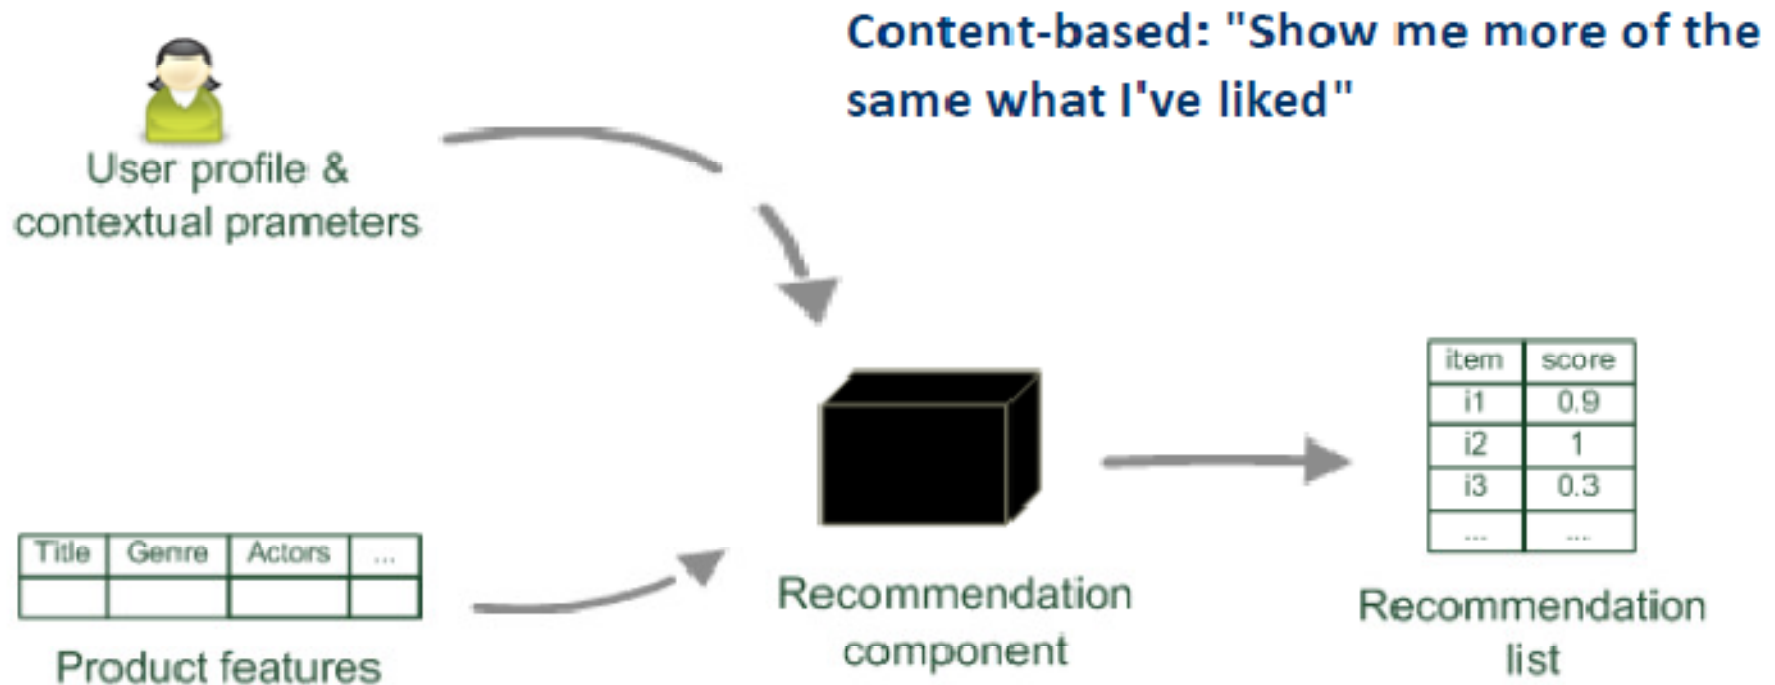 Content-based: "Show me more of the
same what I've liked"
User profile &
contextual prameters
Title Genre Actors ...
Product features
Recommendation
component
item score
i1 0.9
i2 1
i3 0.3
... ...
Recommendation
list